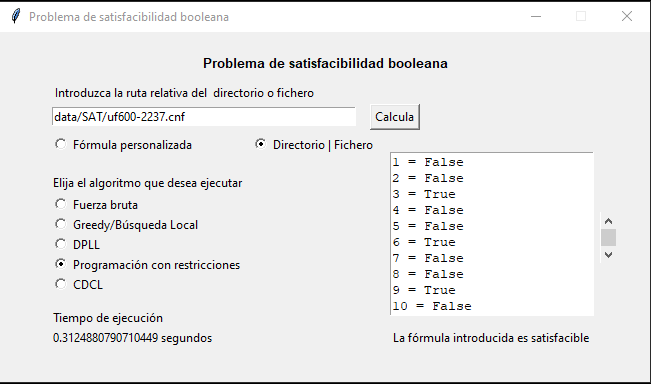 Problema de satisfacibilidad booleana
Problema de satisfacibilidad booleana
Introduzca la ruta relativa del directorio o fichero
data/SAT/uf600-2237.cnf
Calcula
Fórmula personalizada
Directorio | Fichero
Elija el algoritmo que desea ejecutar
Fuerza bruta
Greedy/Búsqueda Local
DPLL
Programación con restricciones
CDCL
1 = False
2 = False
3 = True
4 = False
5 = False
6 = True
7 = False
8 = False
9 = True
10 = False
Tiempo de ejecución
0.3124880790710449 segundos
La fórmula introducida es satisfacible